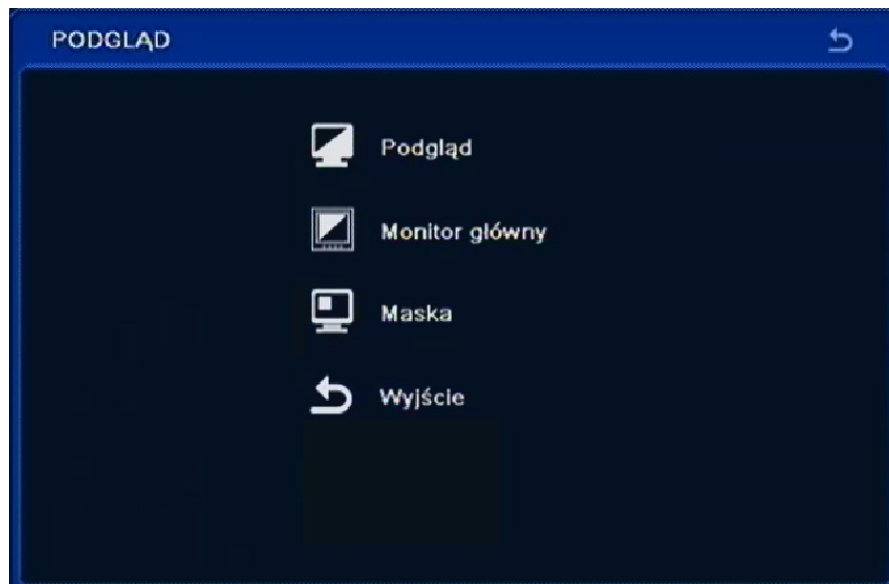 PODGLĄD
Podgląd
Monitor główny
Maska
Wyjście